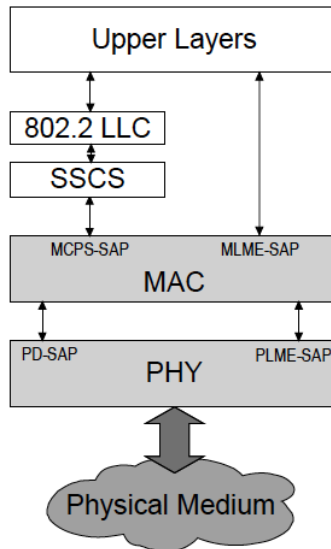 Upper Layers
802.2 LLC
SSCS
MCPS-SAP MLME-SAP
MAC
PD-SAP PLME-SAP
PHY
Physical Medium